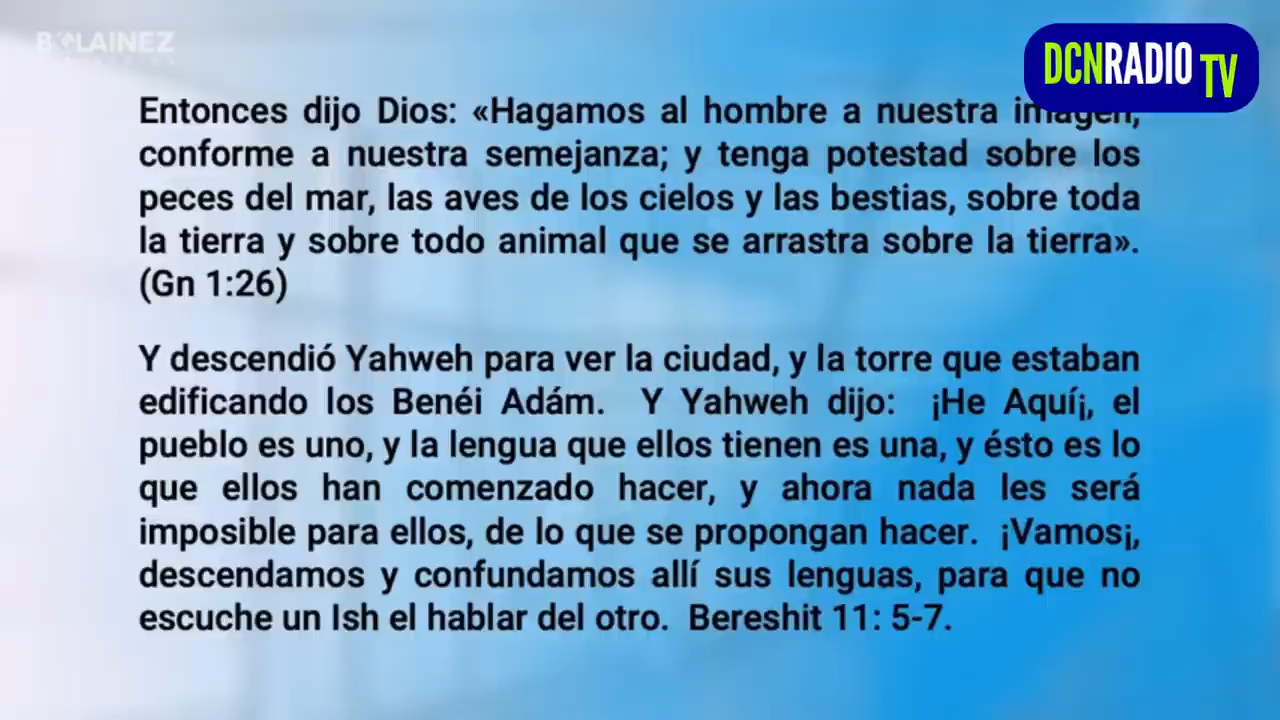 BOLAINEZ
DCNRADIO TV
Entonces dijo Dios: «Hagamos al hombre a nuestra imagen,
conforme a nuestra semejanza; y tenga potestad sobre los
peces del mar, las aves de los cielos y las bestias, sobre toda
la tierra y sobre todo animal que se arrastra sobre la tierra».
(Gn 1:26)
Y descendió Yahweh para ver la ciudad, y la torre que estaban
edificando los Benéi Adám. Y Yahweh dijo: ¡He Aquí¡, el
pueblo es uno, y la lengua que ellos tienen es una, y ésto es lo
que ellos han comenzado hacer, y ahora nada les será
imposible para ellos, de lo que se propongan hacer. ¡Vamos¡,
descendamos y confundamos allí sus lenguas, para que no
escuche un Ish el hablar del otro. Bereshit 11: 5-7.